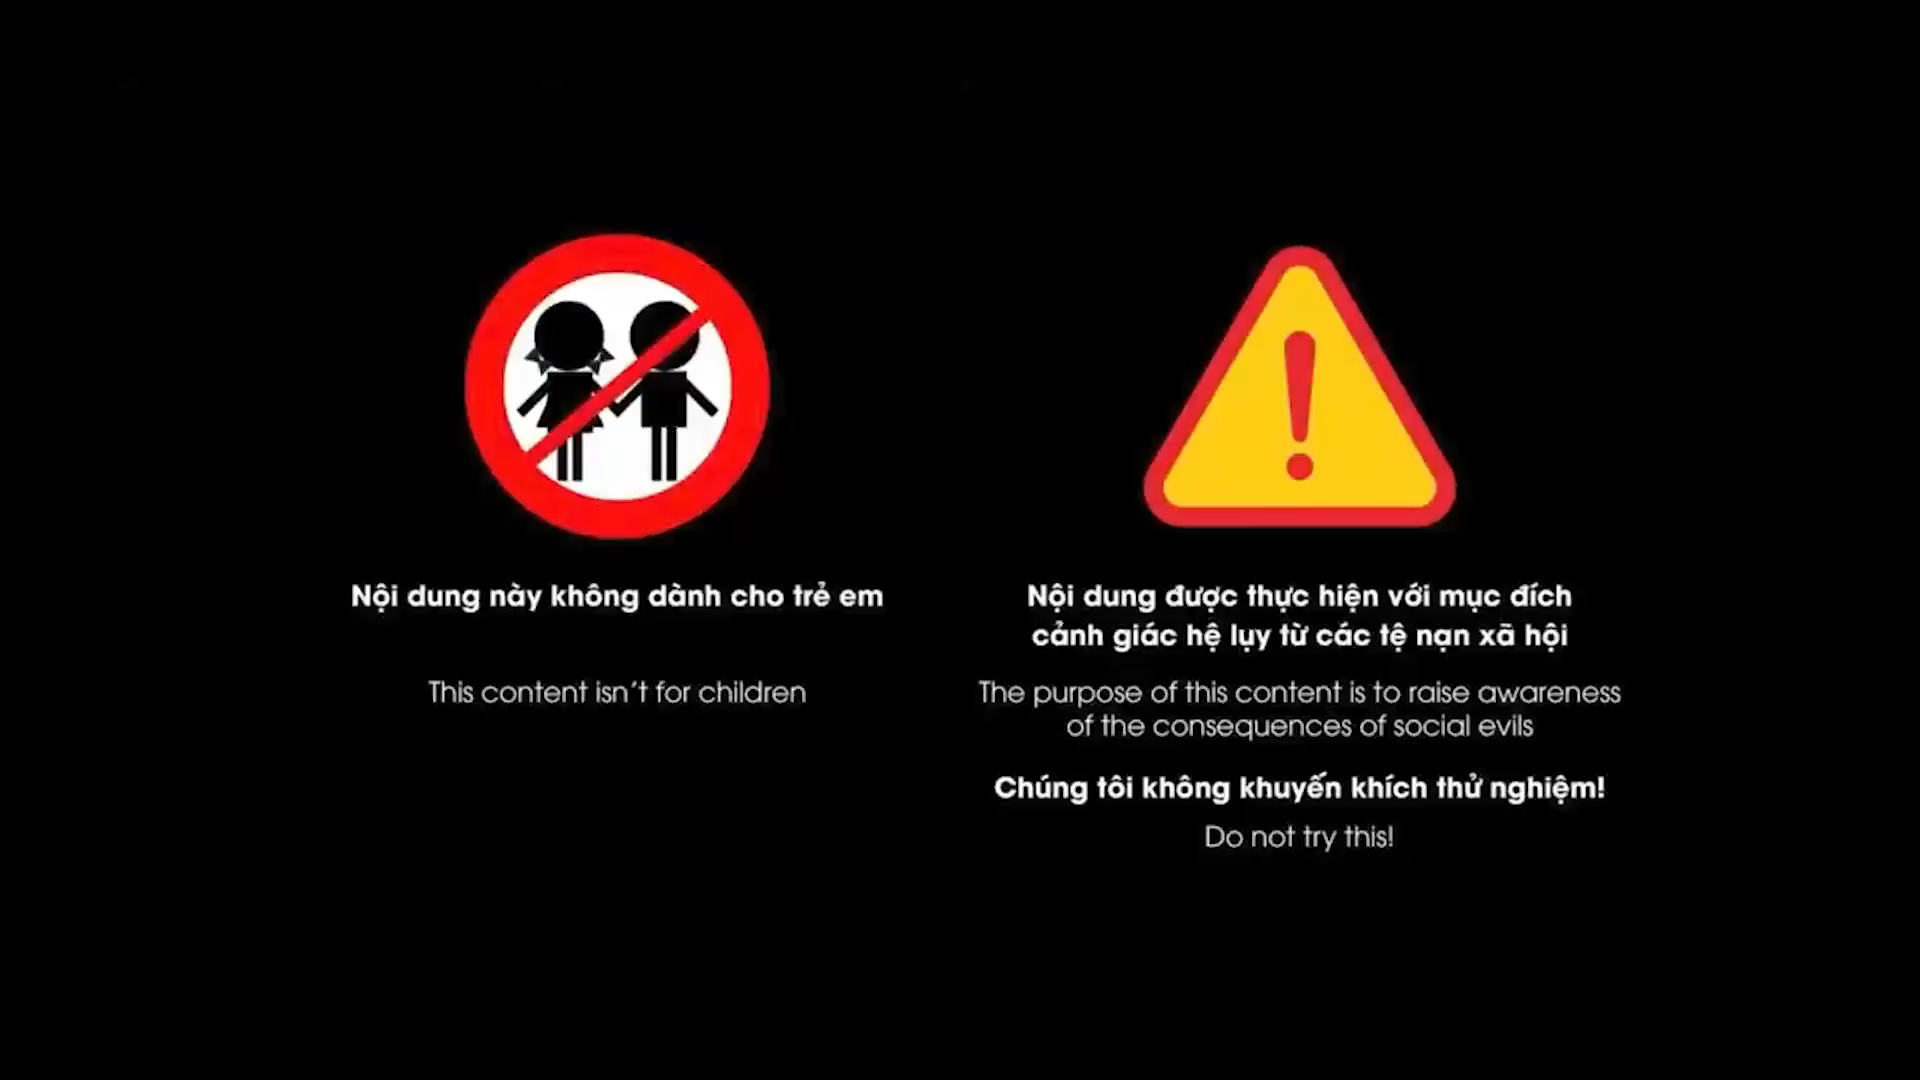 Nội dung này không dành cho trẻ em
This content isn't for children
Nội dung được thực hiện với mục đích
cảnh giác hệ lụy từ các tệ nạn xã hội
The purpose of this content is to raise awareness
of the consequences of social evils
Chúng tôi không khuyến khích thử nghiệm!
Do not try this!